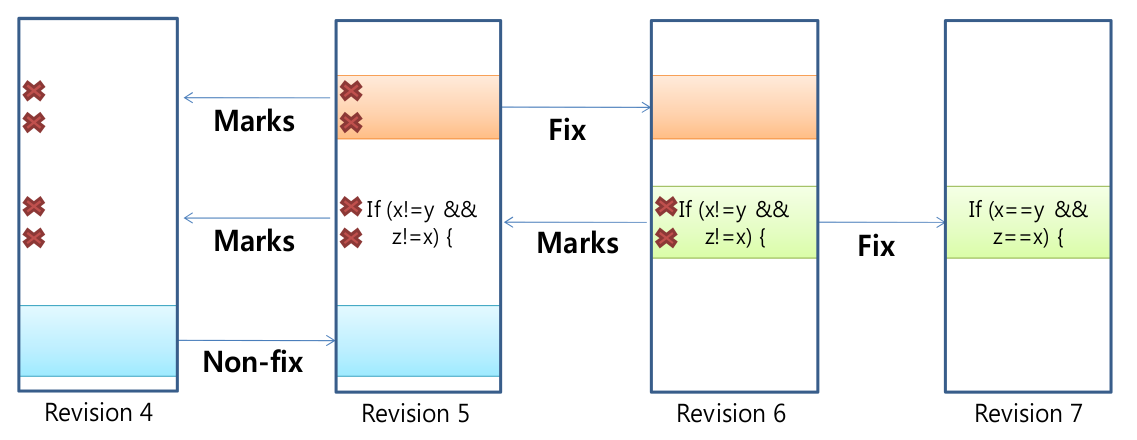 Marks
Fix
If (x!=y &&
z!=x) {
If (x!=y &&
z!=x) {
If (x==y &&
z==x) {
Marks
Marks
Fix
Non-fix
Revision 4
Revision 5
Revision 6
Revision 7